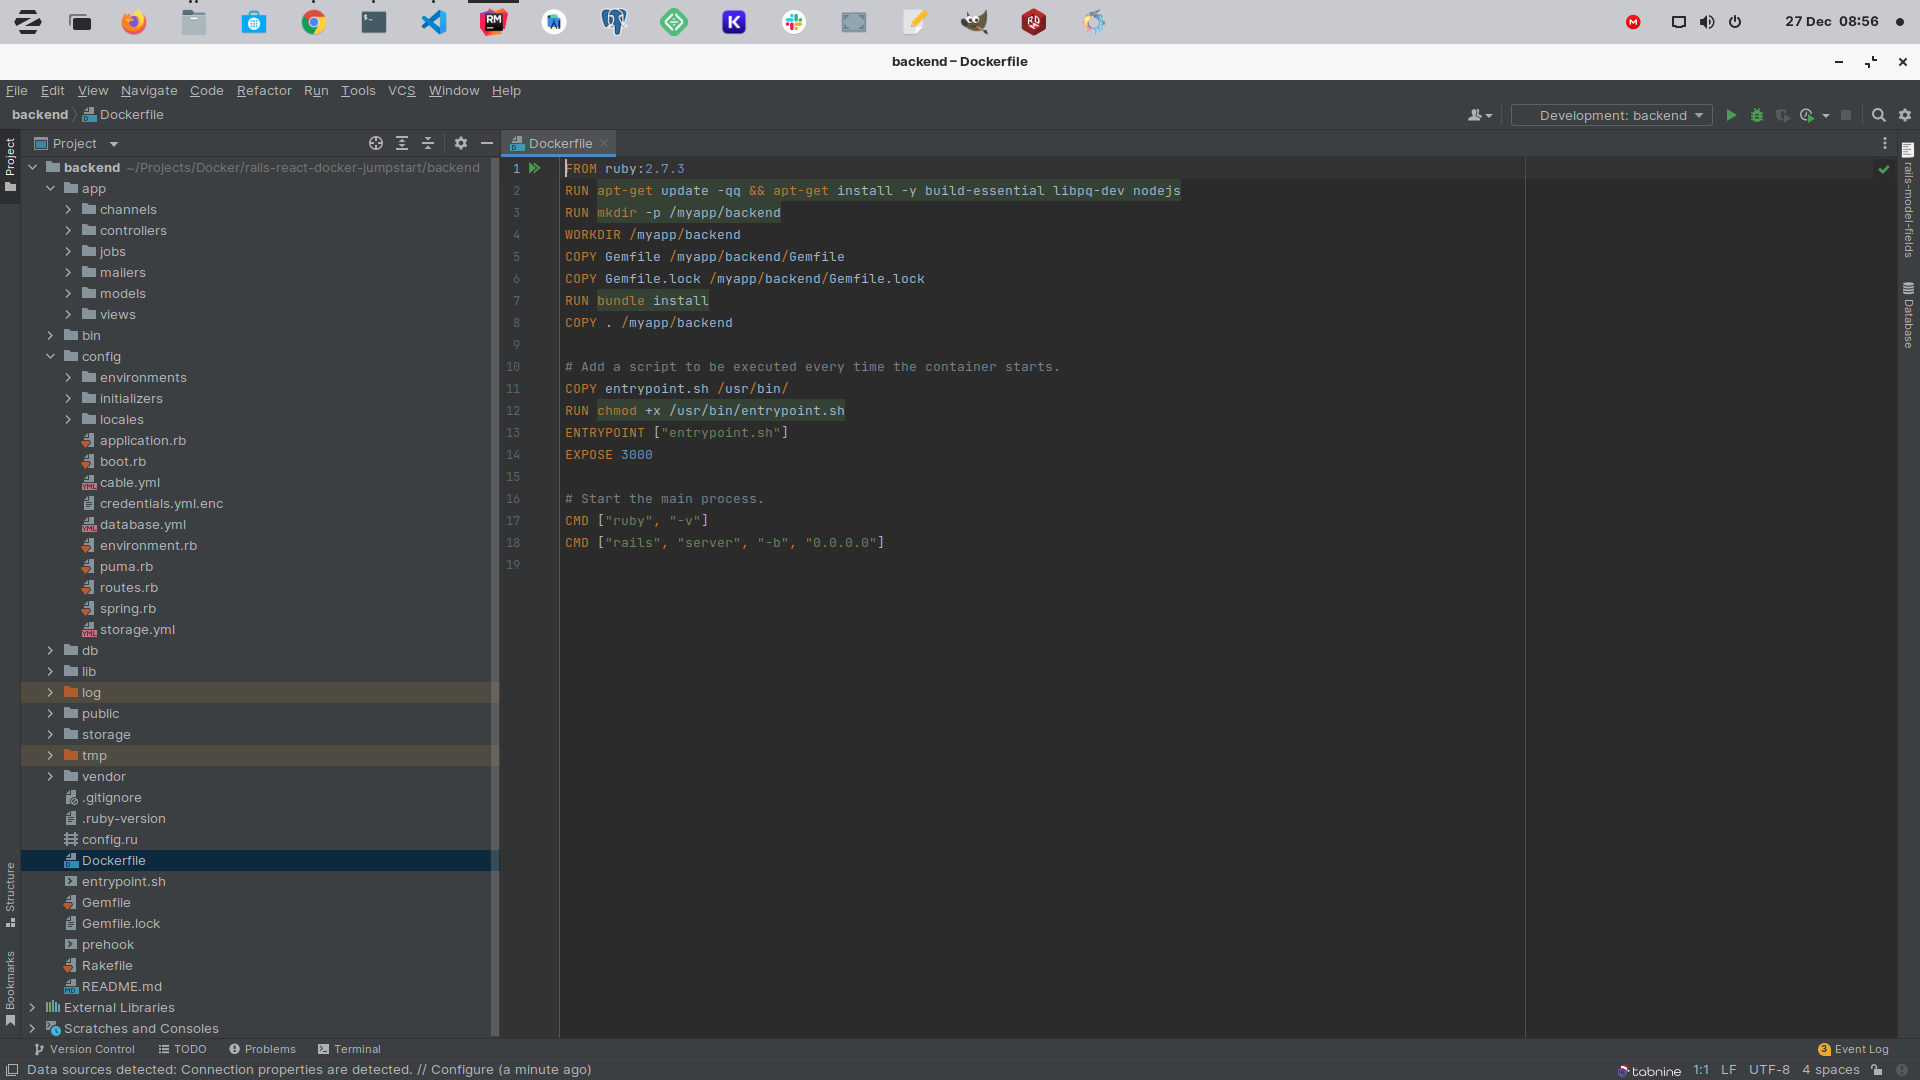 27 Dec 08:56
backend – Dockerfile
File Edit View Navigate Code Refactor Run Tools VCS Window Help
backend Dockerfile
Development: backend
Project
Project
Dockerfile
backend ~/Projects/Docker/rails-react-docker-jumpstart/backend
app
channels
controllers
jobs
mailers
models
views
bin
config
environments
initializers
locales
application.rb
boot.rb
cable.yml
credentials.yml.enc
database.yml
environment.rb
puma.rb
routes.rb
spring.rb
storage.yml
db
lib
log
public
storage
tmp
vendor
.gitignore
.ruby-version
config.ru
Dockerfile
entrypoint.sh
Gemfile
Gemfile.lock
prehook
Rakefile
README.md
External Libraries
Scratches and Consoles
Structure
Bookmarks
1 FROM ruby:2.7.3
2 RUN apt-get update -qq && apt-get install -y build-essential libpq-dev nodejs
3 RUN mkdir -p /myapp/backend
4 WORKDIR /myapp/backend
5 COPY Gemfile /myapp/backend/Gemfile
6 COPY Gemfile.lock /myapp/backend/Gemfile.lock
7 RUN bundle install
8 COPY . /myapp/backend
9
10 # Add a script to be executed every time the container starts.
11 COPY entrypoint.sh /usr/bin/
12 RUN chmod +x /usr/bin/entrypoint.sh
13 ENTRYPOINT ["entrypoint.sh"]
14 EXPOSE 3000
15
16 # Start the main process.
17 CMD ["ruby", "-v"]
18 CMD ["rails", "server", "-b", "0.0.0.0"]
19
rails-model-fields
Database
Version Control TODO Problems Terminal
3 Event Log
Data sources detected: Connection properties are detected. // Configure (a minute ago)
tabnine 1:1 LF UTF-8 4 spaces